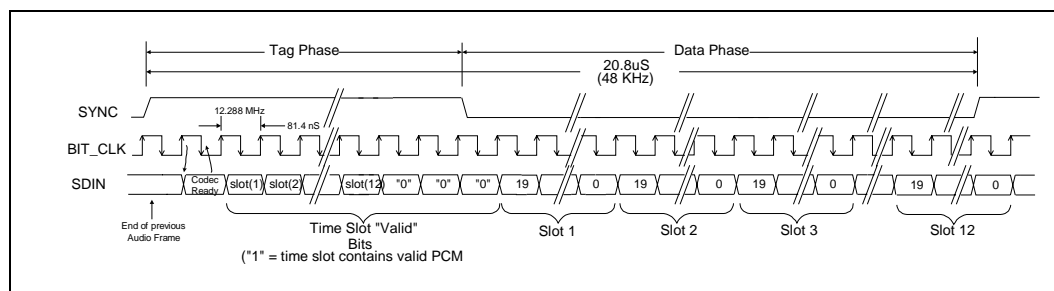 Tag Phase
Data Phase
20.8uS
(48 KHz)
SYNC
12.288 MHz
81.4 nS
BIT_CLK
SDIN
Codec
Ready
slot(1) slot(2) slot(12) "0" "0" "0" 19 0 19 0 19 0 19 0
End of previous
Audio Frame
Time Slot "Valid"
Bits
("1" = time slot contains valid PCM
Slot 1
Slot 2
Slot 3
Slot 12